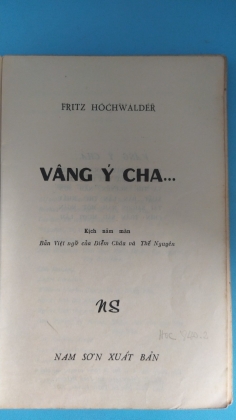 FRITZ HOCHWALDER
VÂNG Ý CHA...
Kịch năm màn
Bản Việt ngữ của Diễm Châu và Thế Nguyên
NS
NAM SƠN XUẤT BẢN